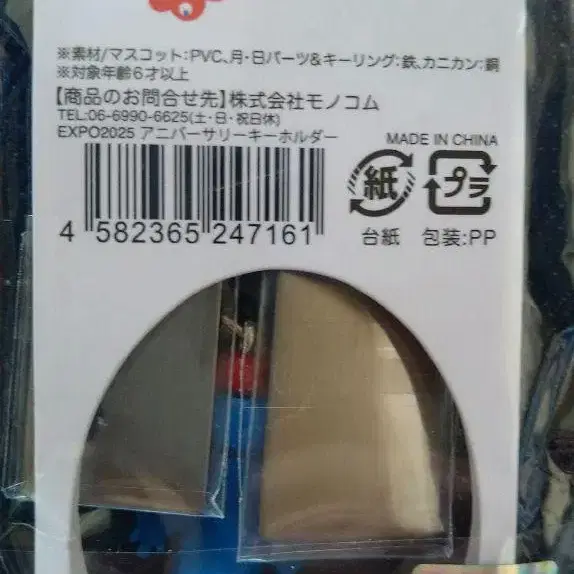 ※素材/マスコット:PVC、月・日パーツ&キーリング:鉄、カニカン:銅
※対象年齢6才以上
【商品のお問合せ先】株式会社モノコム
TEL:06-6990-6625(土・日・祝日休)
EXPO2025 アニバーサリーキーホルダー
MADE IN CHINA
紙 プラ
4 582365 247161
台紙 包装:PP